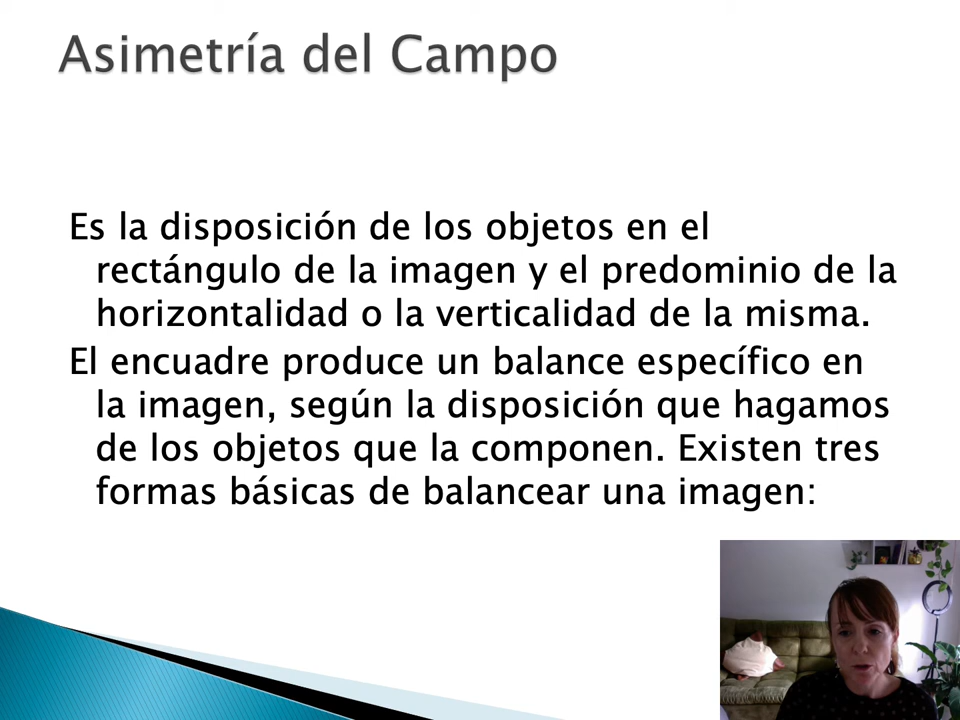 Asimetría del Campo
Es la disposición de los objetos en el
rectángulo de la imagen y el predominio de la
horizontalidad o la verticalidad de la misma.
El encuadre produce un balance específico en
la imagen, según la disposición que hagamos
de los objetos que la componen. Existen tres
formas básicas de balancear una imagen: